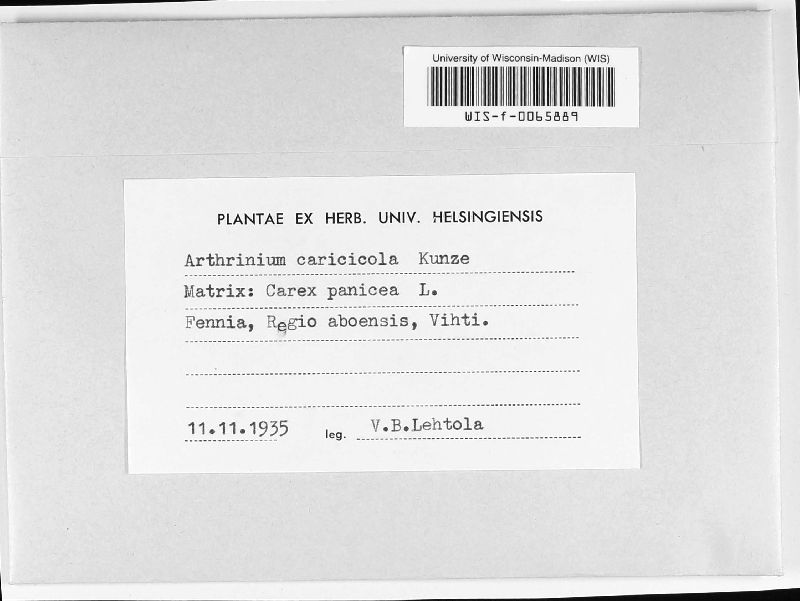 University of Wisconsin-Madison (WIS)
WIS-f-0065889
PLANTAE EX HERB. UNIV. HELSINGIENSIS
Arthrinium caricicola Kunze
Matrix: Carex panicea L.
Fennia, Regio aboensis, Vihti.
11.11.1935 leg. V.B.Lehtola